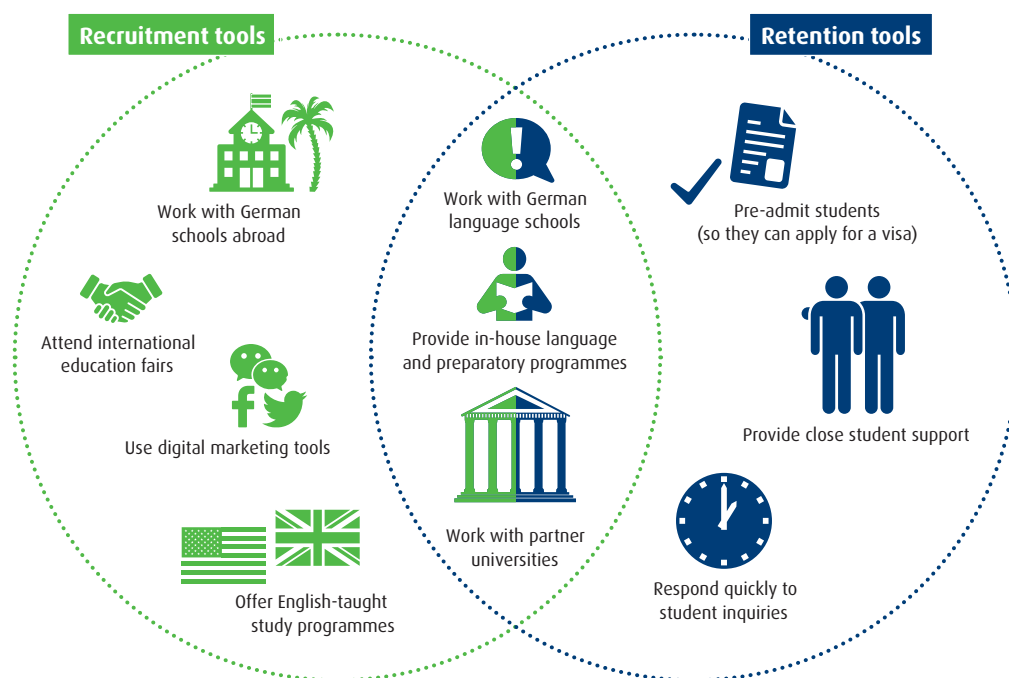 Recruitment tools
Retention tools
Work with German
schools abroad
Attend international
education fairs
Use digital marketing tools
Offer English-taught
study programmes
Work with German
language schools
Provide in-house language
and preparatory programmes
Work with partner
universities
Pre-admit students
(so they can apply for a visa)
Provide close student support
Respond quickly to
student inquiries